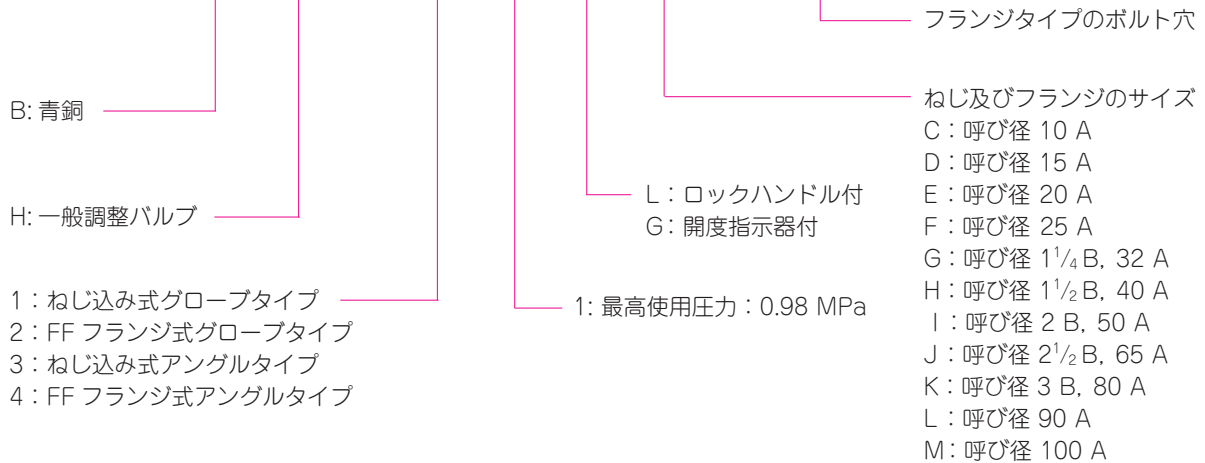 フランジタイプのボルト穴
B: 青銅
ねじ及びフランジのサイズ
C：呼び径 10 A
D：呼び径 15 A
E：呼び径 20 A
F：呼び径 25 A
G：呼び径 1 1/4 B, 32 A
H：呼び径 1 1/2 B, 40 A
I：呼び径 2 B, 50 A
J：呼び径 2 1/2 B, 65 A
K：呼び径 3 B, 80 A
L：呼び径 90 A
M：呼び径 100 A
L：ロックハンドル付
G：開度指示器付
H: 一般調整バルブ
1：ねじ込み式グローブタイプ
2：FF フランジ式グローブタイプ
3：ねじ込み式アングルタイプ
4：FF フランジ式アングルタイプ
1: 最高使用圧力：0.98 MPa